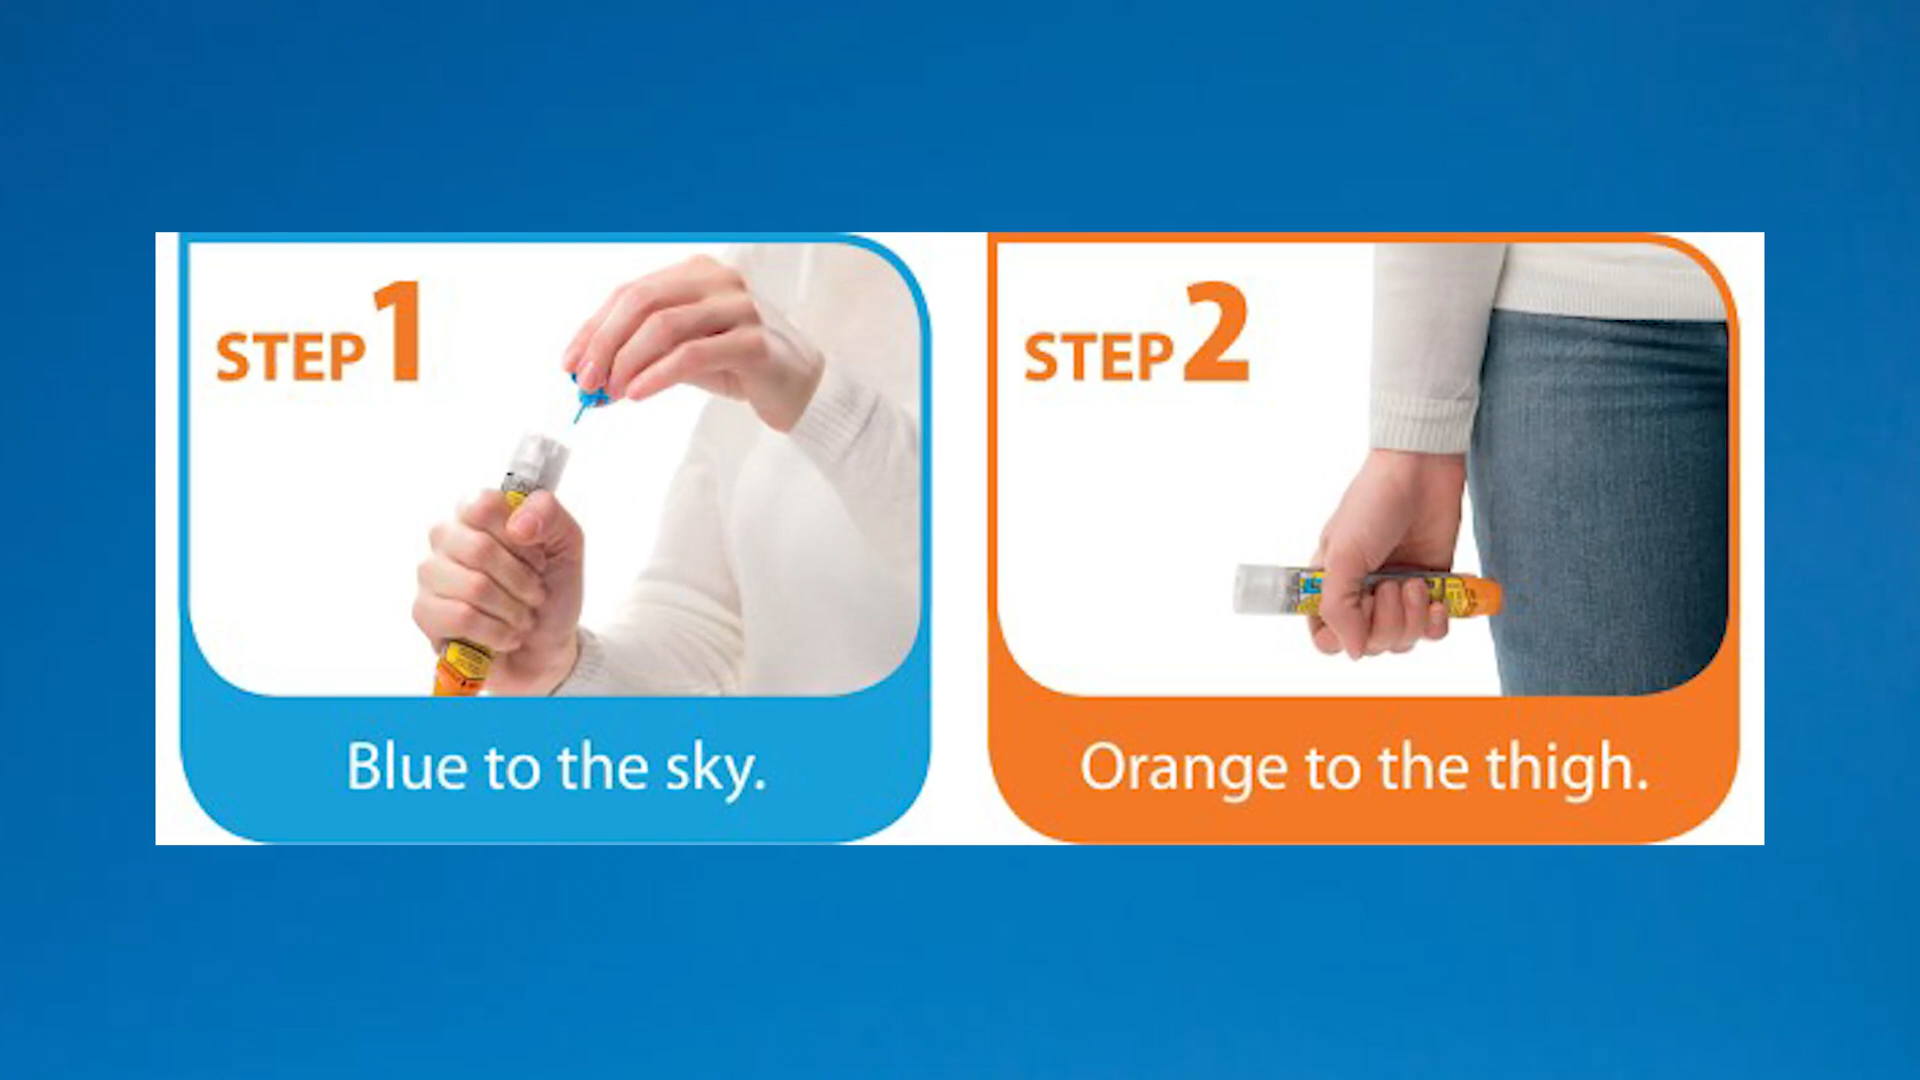 STEP 1
Blue to the sky.
STEP 2
Orange to the thigh.